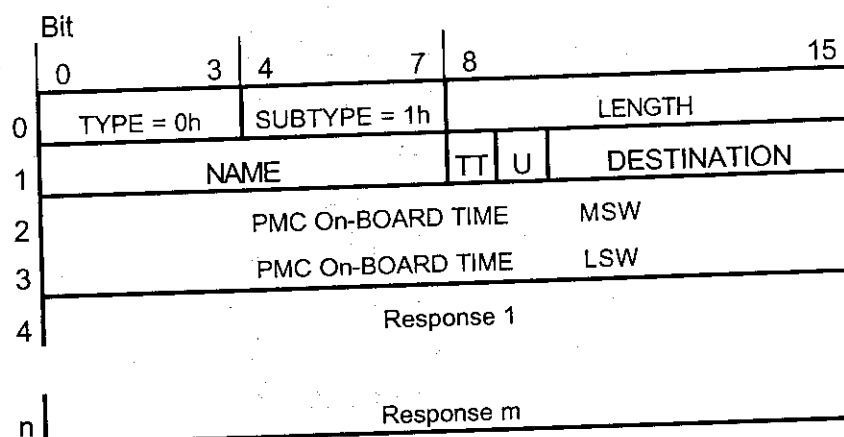 Bit
0 3 4 7 8 15
0 TYPE = 0h SUBTYPE = 1h LENGTH
1 NAME TT U DESTINATION
2 PMC On-BOARD TIME MSW
3 PMC On-BOARD TIME LSW
4 Response 1
n Response m